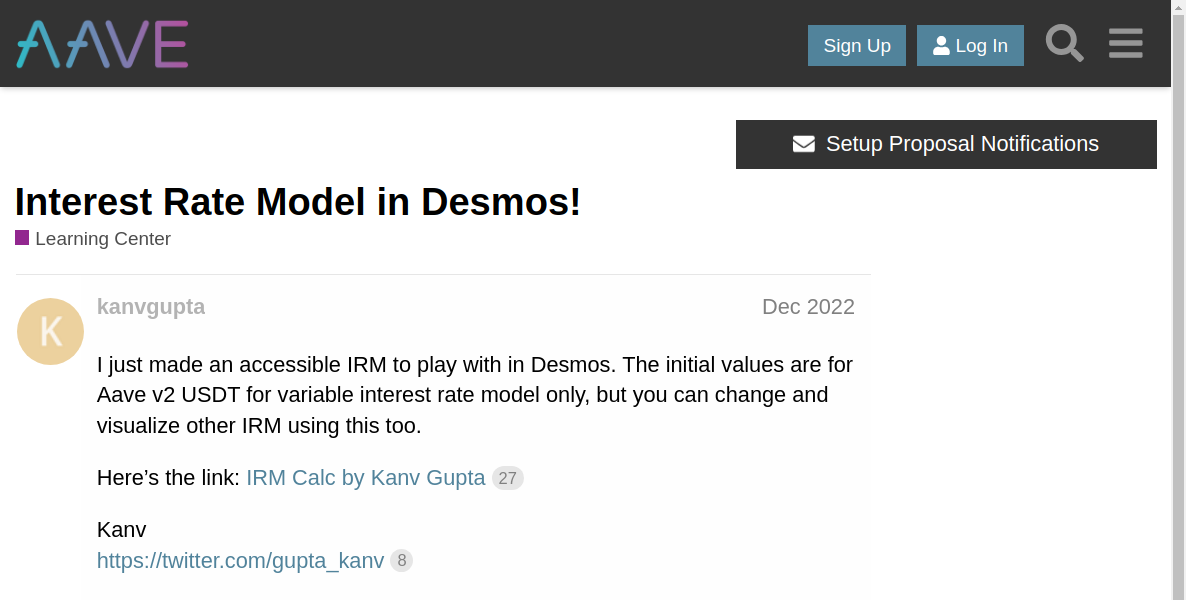 AAVE
Sign Up
Log In
Setup Proposal Notifications
Interest Rate Model in Desmos!
Learning Center
K
kanvgupta
Dec 2022
I just made an accessible IRM to play with in Desmos. The initial values are for
Aave v2 USDT for variable interest rate model only, but you can change and
visualize other IRM using this too.
Here’s the link: IRM Calc by Kanv Gupta 27
Kanv
https://twitter.com/gupta_kanv 8